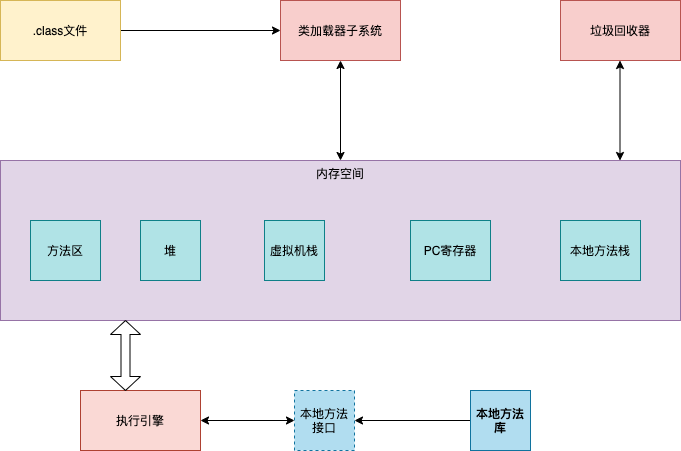 .class文件
类加载器子系统
垃圾回收器
内存空间
方法区
堆
虚拟机栈
PC寄存器
本地方法栈
执行引擎
本地方法
接口
本地方法
库